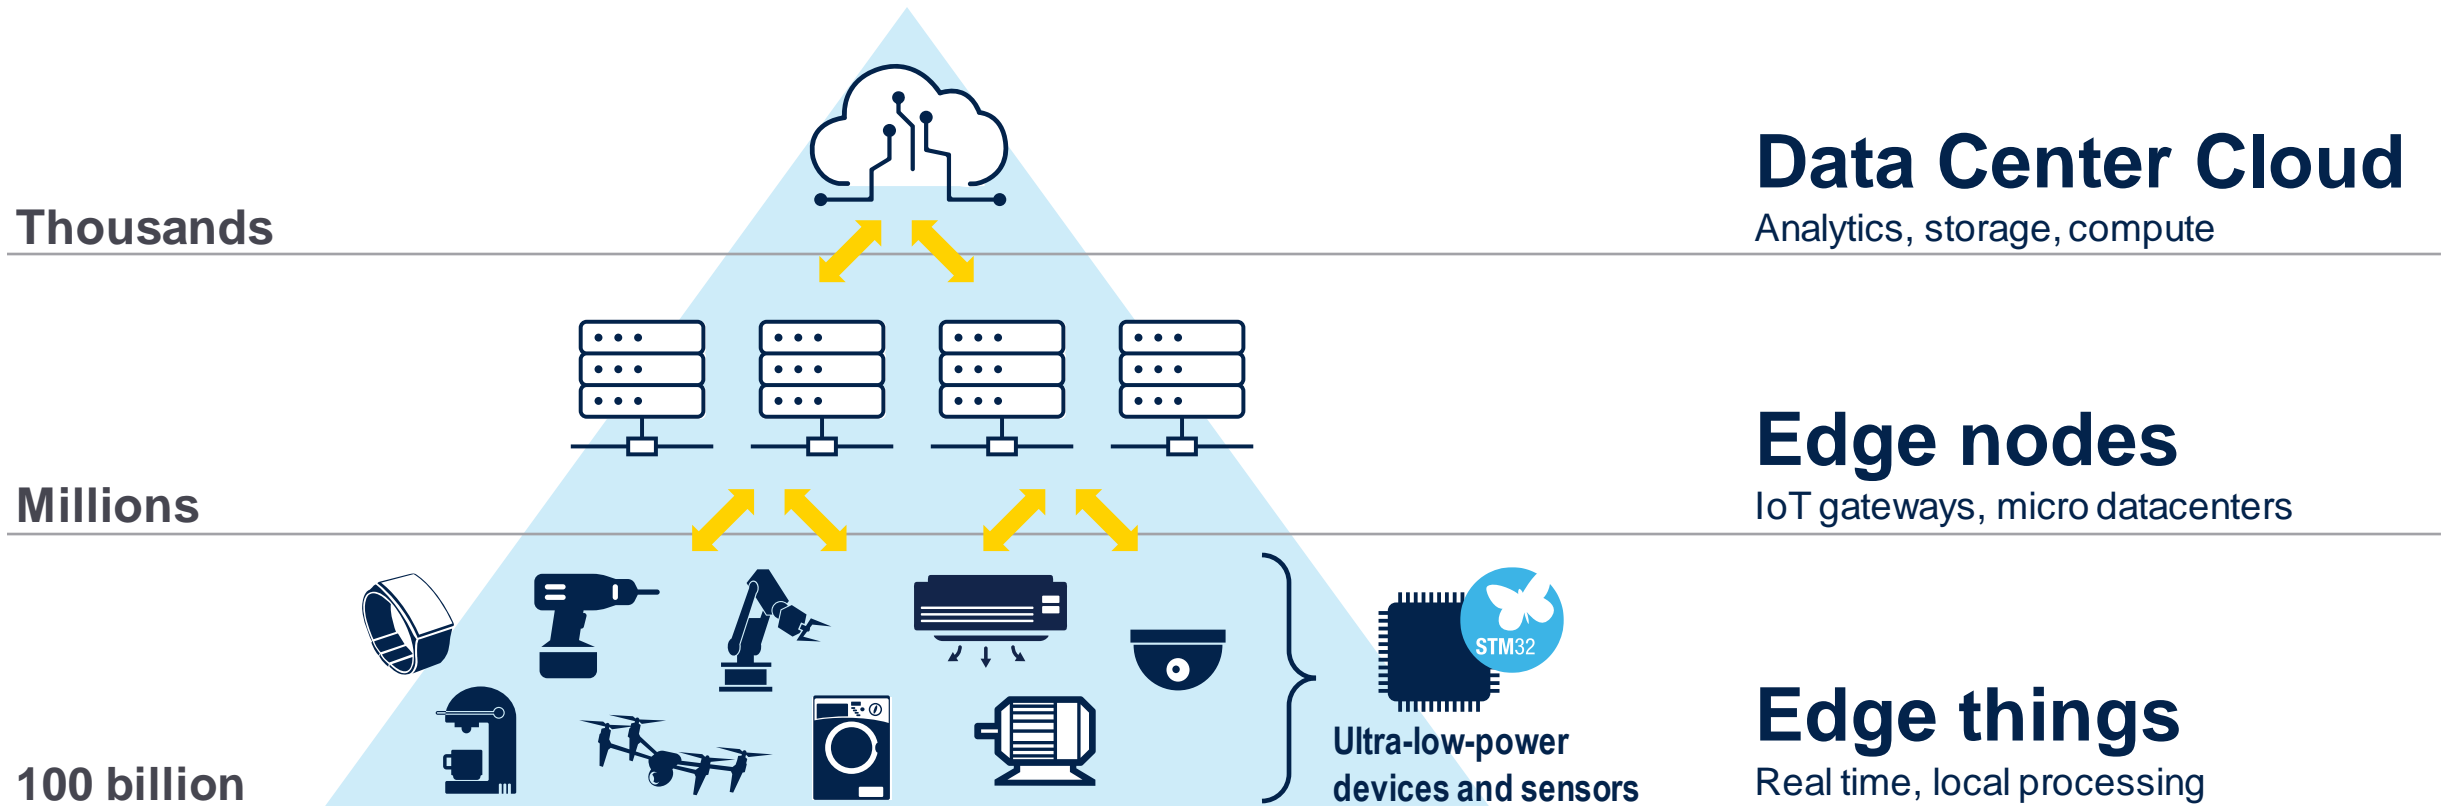 Data Center Cloud
Thousands
Analytics, storage, compute
Edge nodes
Millions
IoT gateways, micro datacenters
STM32
Edge things
Ultra-low-power
devices and sensors
100 billion
Real time, local processing